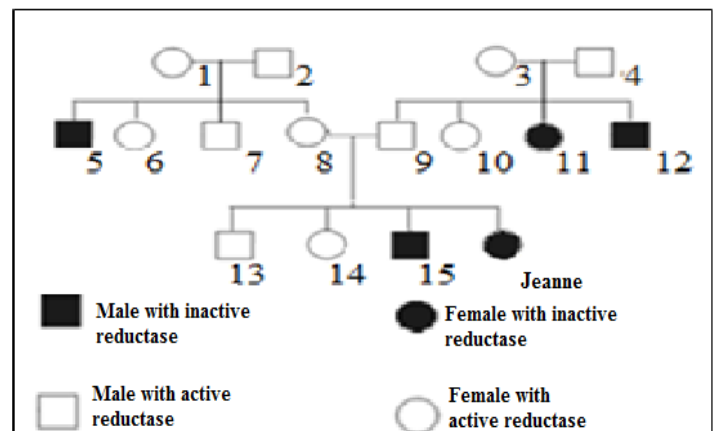 1 2 3 4
5 6 7 8 9 10 11 12
13 14 15
Jeanne
Male with inactive
reductase
Female with inactive
reductase
Male with active
reductase
Female with
active reductase